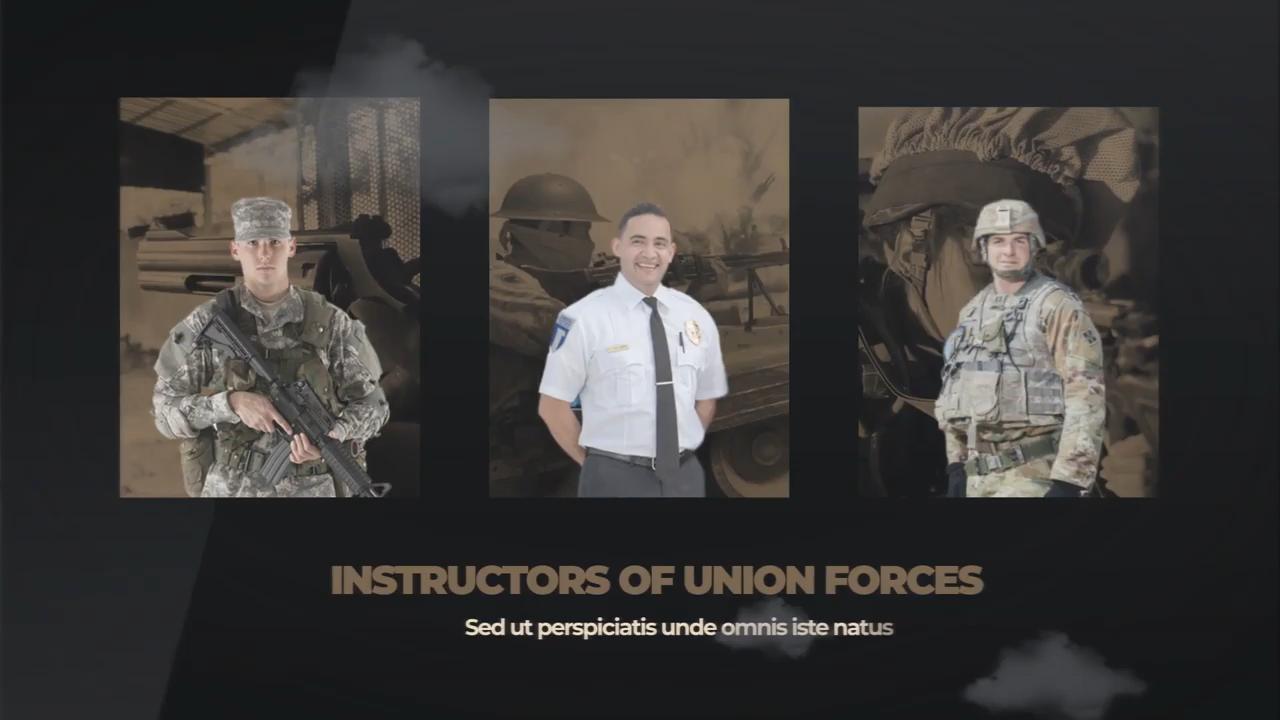 INSTRUCTORS OF UNION FORCES
Sed ut perspiciatis unde omnis iste natus